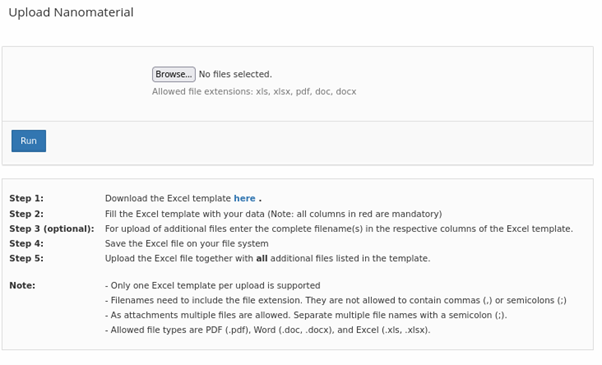 Upload Nanomaterial
Browse... No files selected.
Allowed file extensions: xls, xlsx, pdf, doc, docx
Run
Step 1: Download the Excel template here .
Step 2: Fill the Excel template with your data (Note: all columns in red are mandatory)
Step 3 (optional): For upload of additional files enter the complete filename(s) in the respective columns of the Excel template.
Step 4: Save the Excel file on your file system
Step 5: Upload the Excel file together with all additional files listed in the template.
Note: - Only one Excel template per upload is supported
- Filenames need to include the file extension. They are not allowed to contain commas (,) or semicolons (;)
- As attachments multiple files are allowed. Separate multiple file names with a semicolon (;).
- Allowed file types are PDF (.pdf), Word (.doc, .docx), and Excel (.xls, .xlsx).